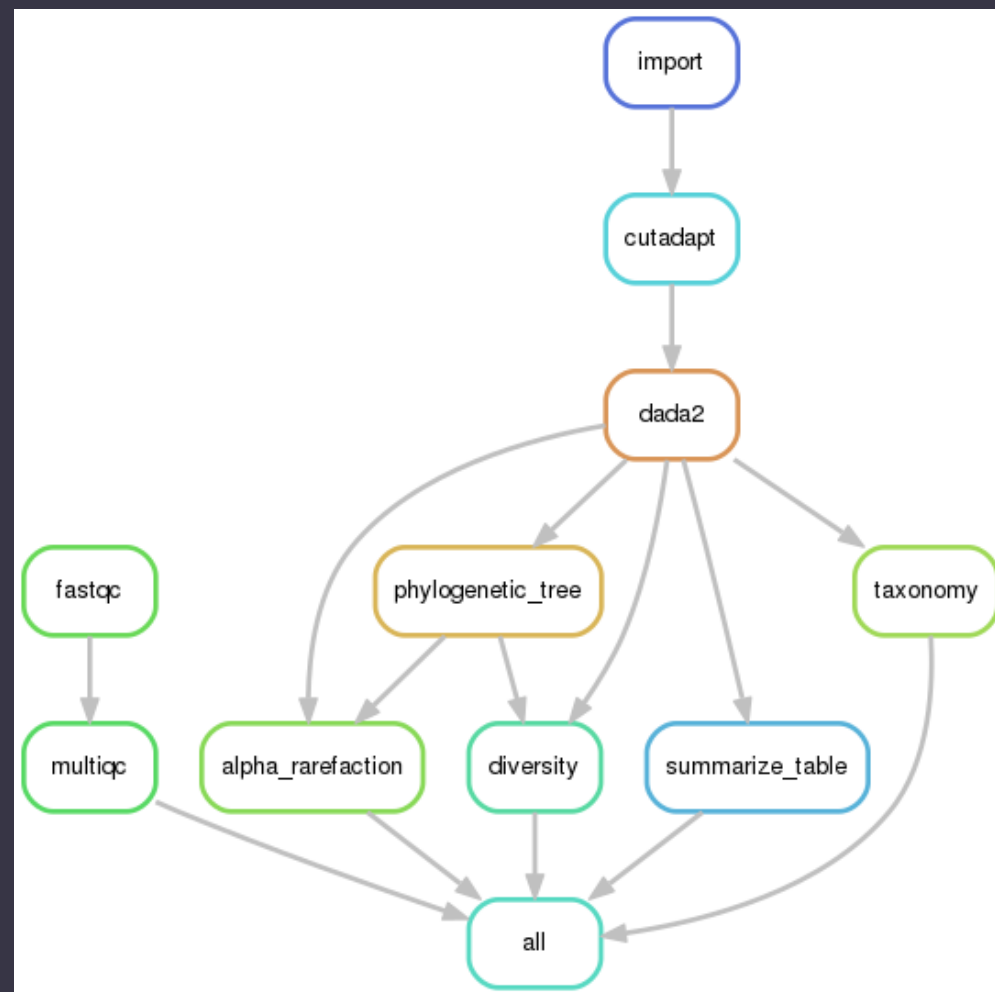 import
cutadapt
dada2
fastqc
phylogenetic_tree
taxonomy
multiqc
alpha_rarefaction
diversity
summarize_table
all